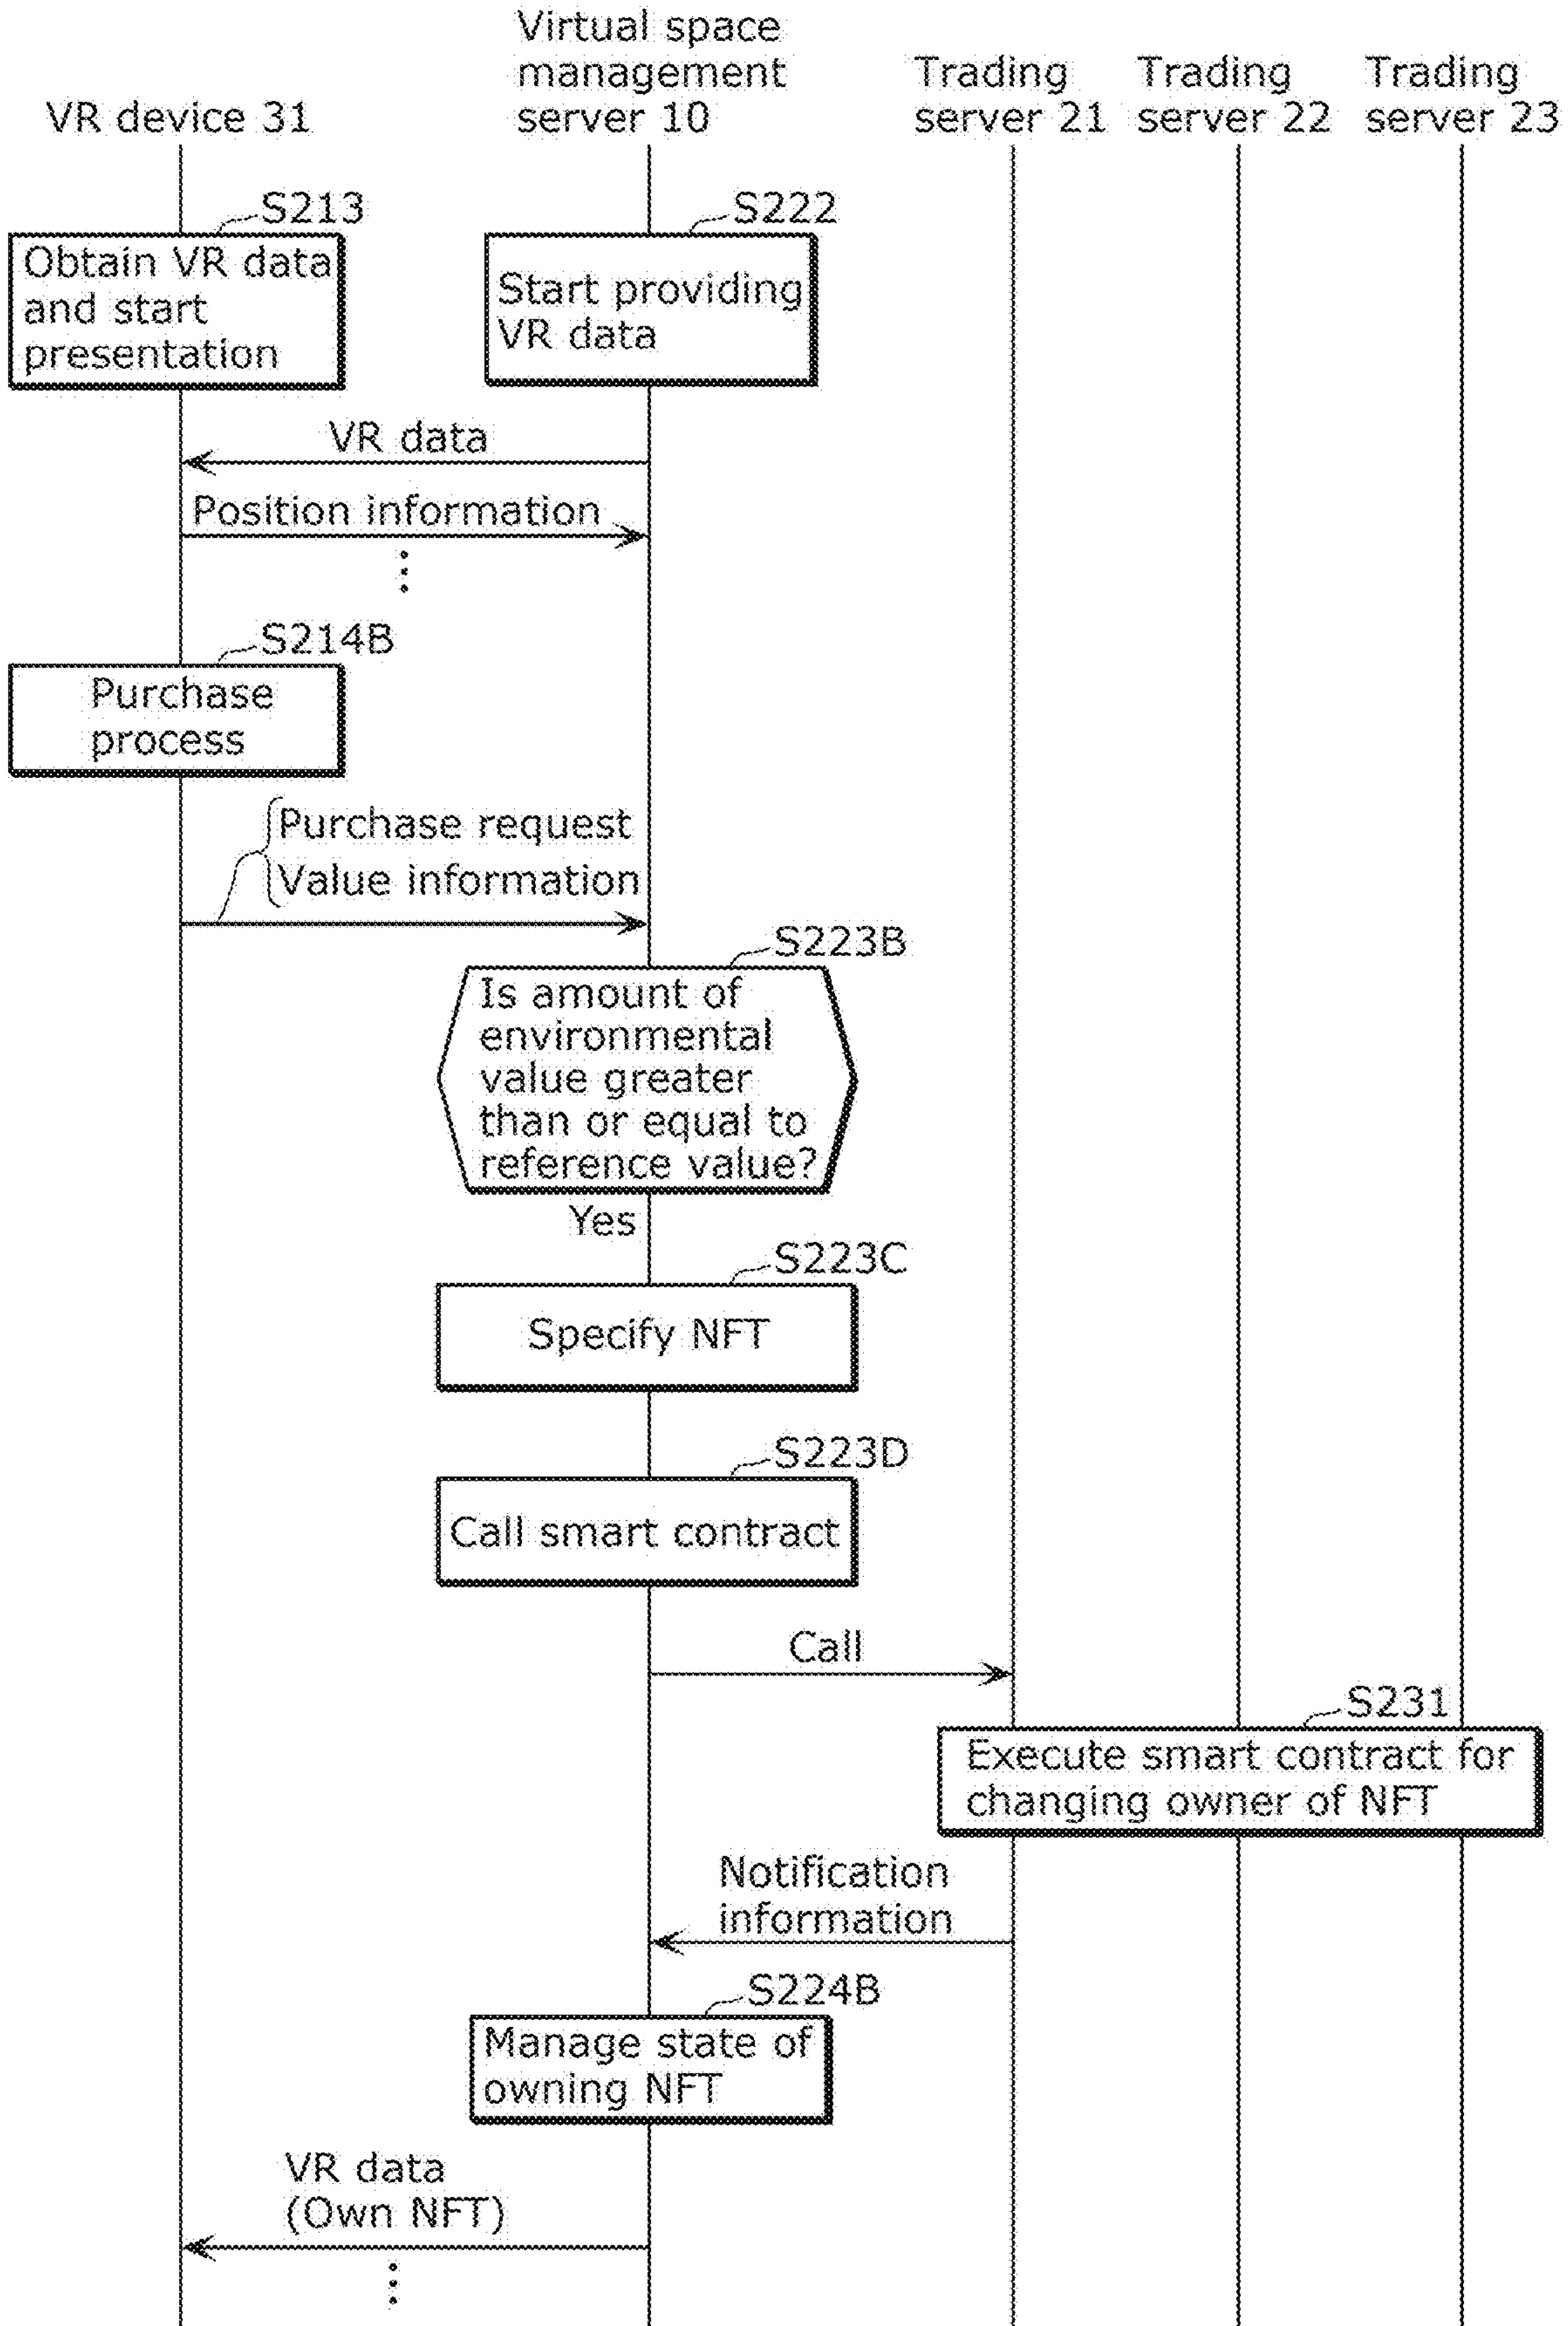 VR device 31
Virtual space
management
server 10
Trading
server 21
Trading
server 22
Trading
server 23
S213
Obtain VR data
and start
presentation
S222
Start providing
VR data
VR data
Position information
S214B
Purchase
process
Purchase request
Value information
S223B
Is amount of
environmental
value greater
than or equal to
reference value?
Yes
S223C
Specify NFT
S223D
Call smart contract
Call
S231
Execute smart contract for
changing owner of NFT
Notification
information
S224B
Manage state of
owning NFT
VR data
(Own NFT)